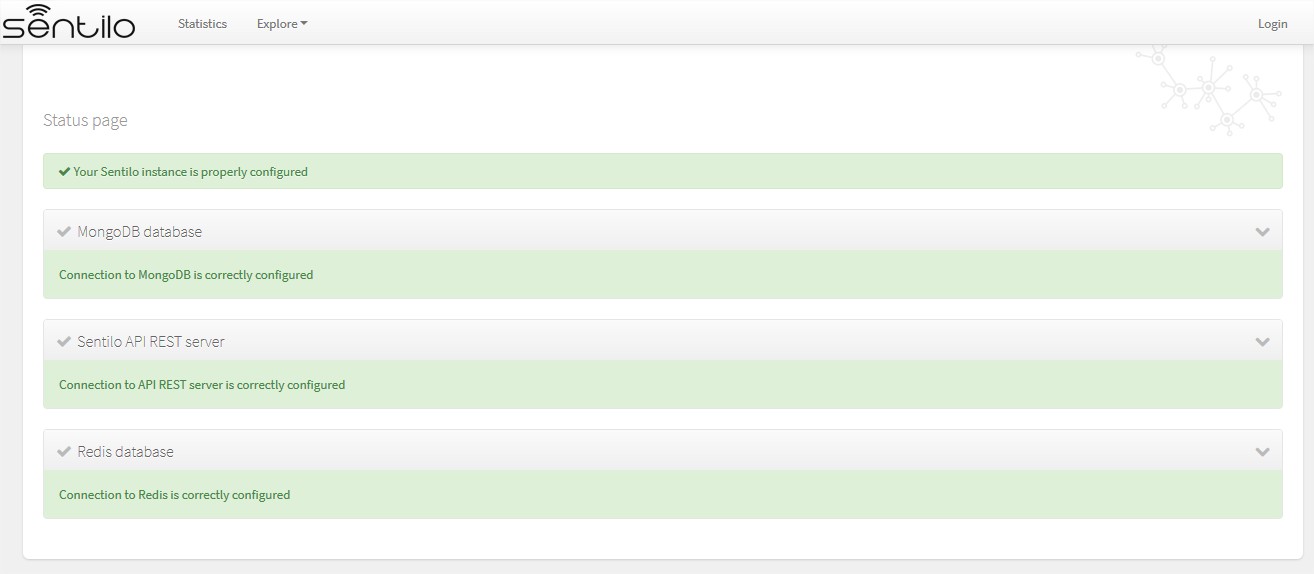 sentilo
Statistics
Explore
Login
Status page
Your Sentilo instance is properly configured
MongoDB database
Connection to MongoDB is correctly configured
Sentilo API REST server
Connection to API REST server is correctly configured
Redis database
Connection to Redis is correctly configured